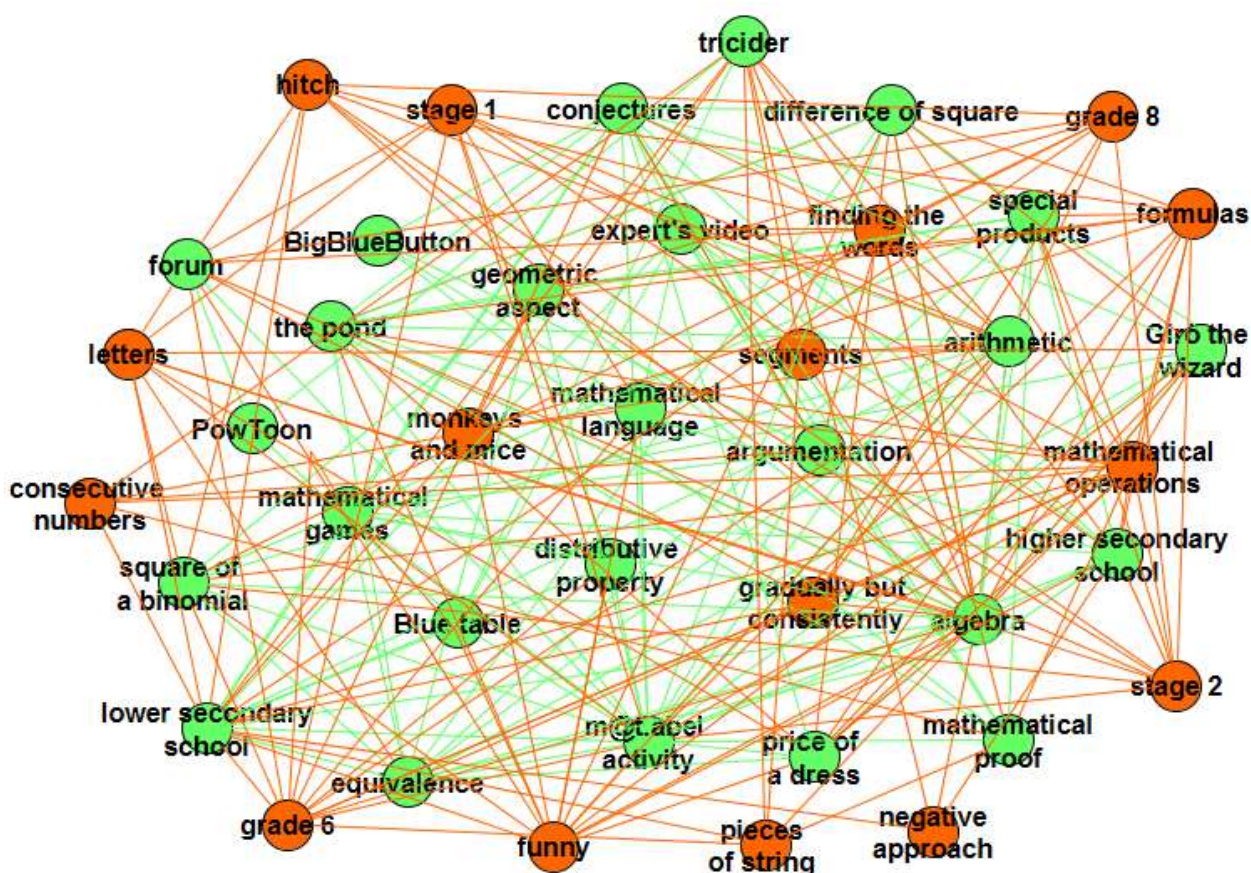 tricider
hitch
stage 1
conjectures
difference of square
grade 8
BigBlueButton
expert's video
finding the
words
special
products
formulas
forum
geometric
aspect
the pond
letters
segments
arithmetic
Giro the
wizard
PowToon
monkeys
and mice
mathematical
language
argumentation
mathematical
operations
consecutive
numbers
mathematical
games
square of
a binomial
distributive
property
higher secondary
school
Blue table
gradually but
consistently
algebra
stage 2
lower secondary
school
m@t.abel
activity
price of
a dress
mathematical
proof
equivalence
grade 6
funny
pieces
of string
negative
approach